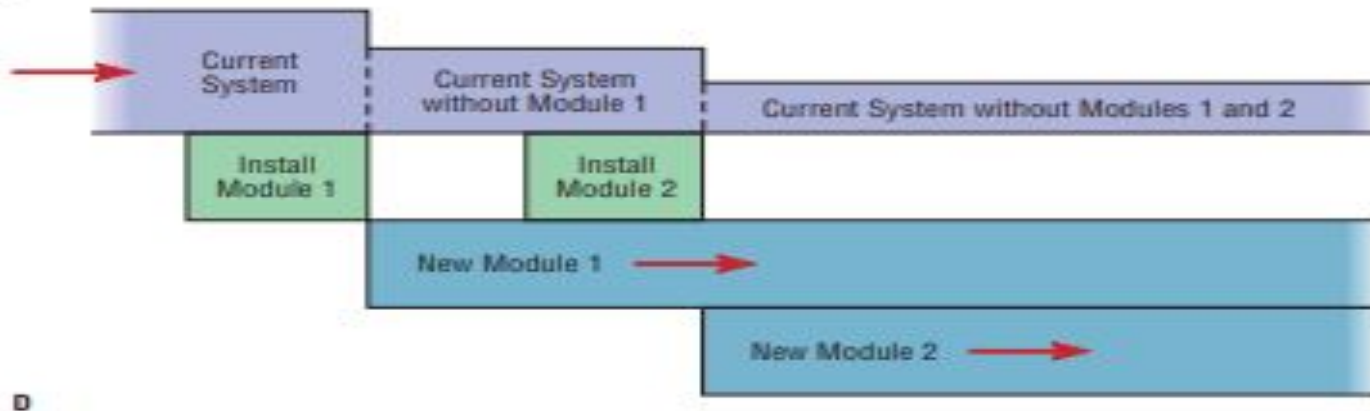 Current
System
Current System
without Module 1
Current System without Modules 1 and 2
Install
Module 1
Install
Module 2
New Module 1
New Module 2
D